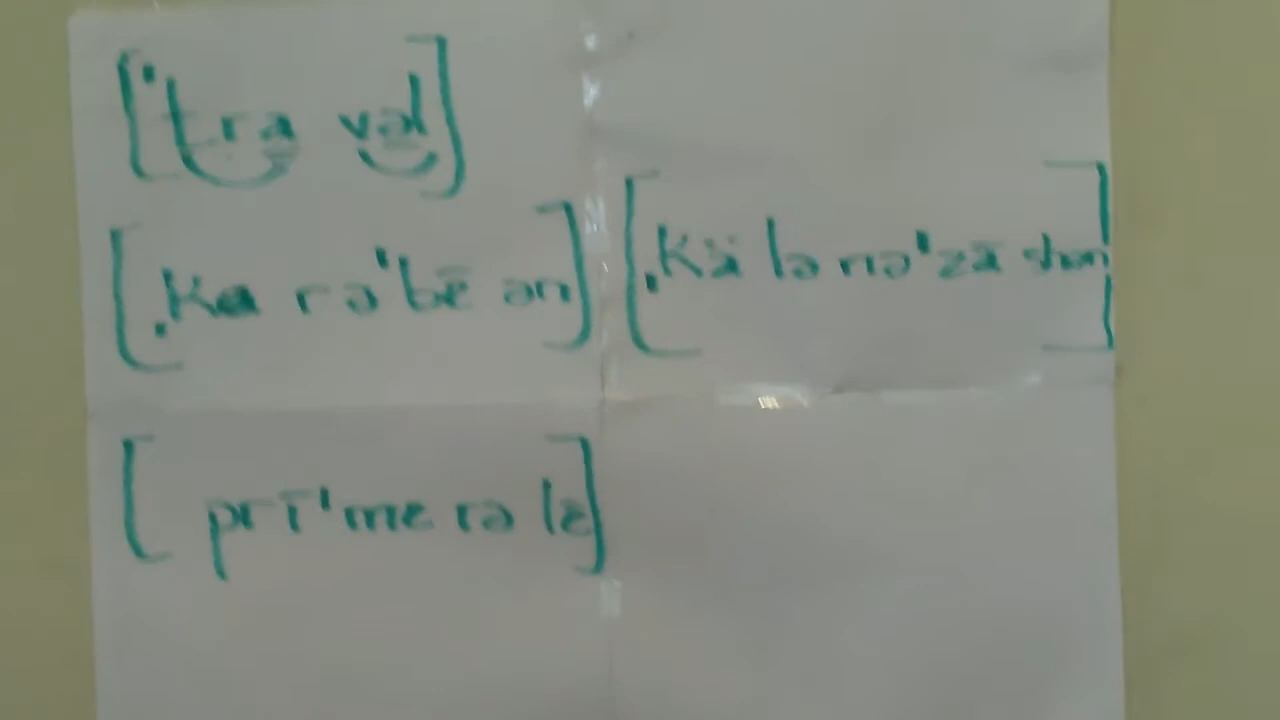 [ˈtra vəl]
[ˌka rəˈbē ən] [ˌkä lə nəˈzā shən]
[prīˈme rə lē]